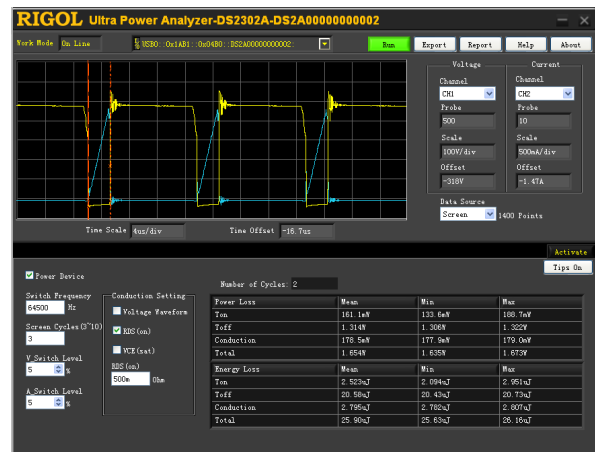 RIGOL Ultra Power Analyzer-DS2302A-DS2A00000000002
Work Mode On Line USB0::0x1AB1::0x04B0::DS2A00000000002: Run Export Report Help About
Voltage Current
Channel Channel
CH1 CH2
Probe Probe
500 10
Scale Scale
100V/div 500mA/div
Offset Offset
-318V -1.47A
Data Source
Screen 1400 Points
Time Scale 4us/div Time Offset -16.7us
Activate
Tips On
Power Device
Number of Cycles: 2
Switch Frequency
64500 Hz
Screen Cycles(3~10)
3
V_Switch Level
5 %
A_Switch Level
5 %
Conduction Setting
Voltage Waveform
RDS(on)
VCE(sat)
RDS(on)
500m Ohm
Power Loss Mean Min Max
Ton 161.1mW 133.6mW 188.7mW
Toff 1.314W 1.306W 1.322W
Conduction 178.5mW 177.9mW 179.0mW
Total 1.654W 1.635W 1.673W
Energy Loss Mean Min Max
Ton 2.523uJ 2.094uJ 2.951uJ
Toff 20.58uJ 20.43uJ 20.73uJ
Conduction 2.795uJ 2.782uJ 2.807uJ
Total 25.90uJ 25.63uJ 26.16uJ